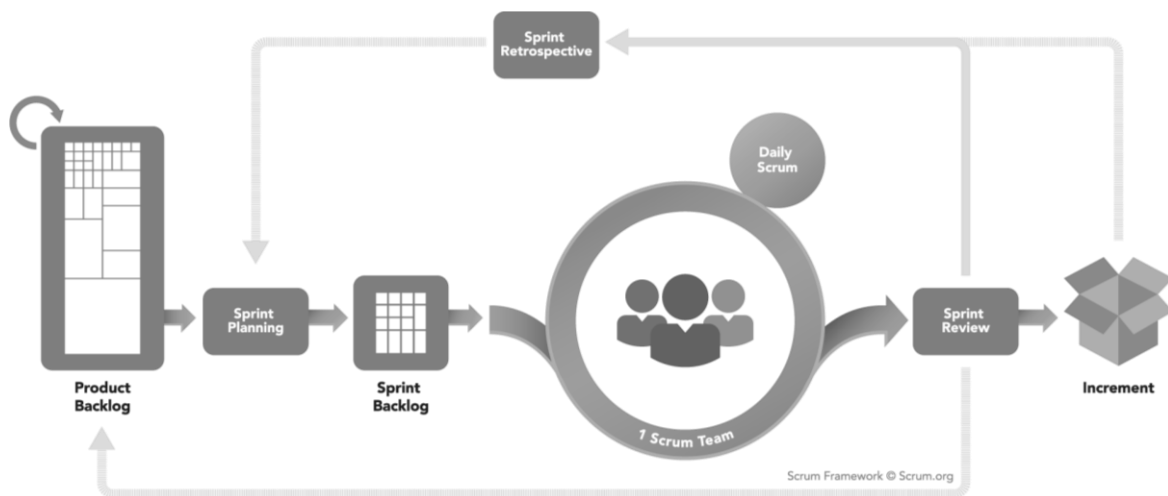 Sprint
Retrospective
Daily
Scrum
Sprint
Planning
Sprint
Review
Product
Backlog
Sprint
Backlog
Increment
1 Scrum Team
Scrum Framework © Scrum.org